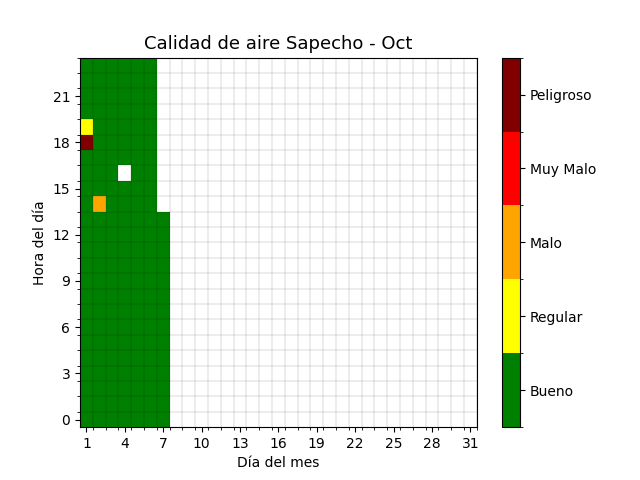 Calidad de aire Sapecho - Oct
Hora del día
21
18
15
12
9
6
3
0
1 4 7 10 13 16 19 22 25 28 31
Día del mes
Peligroso
Muy Malo
Malo
Regular
Bueno